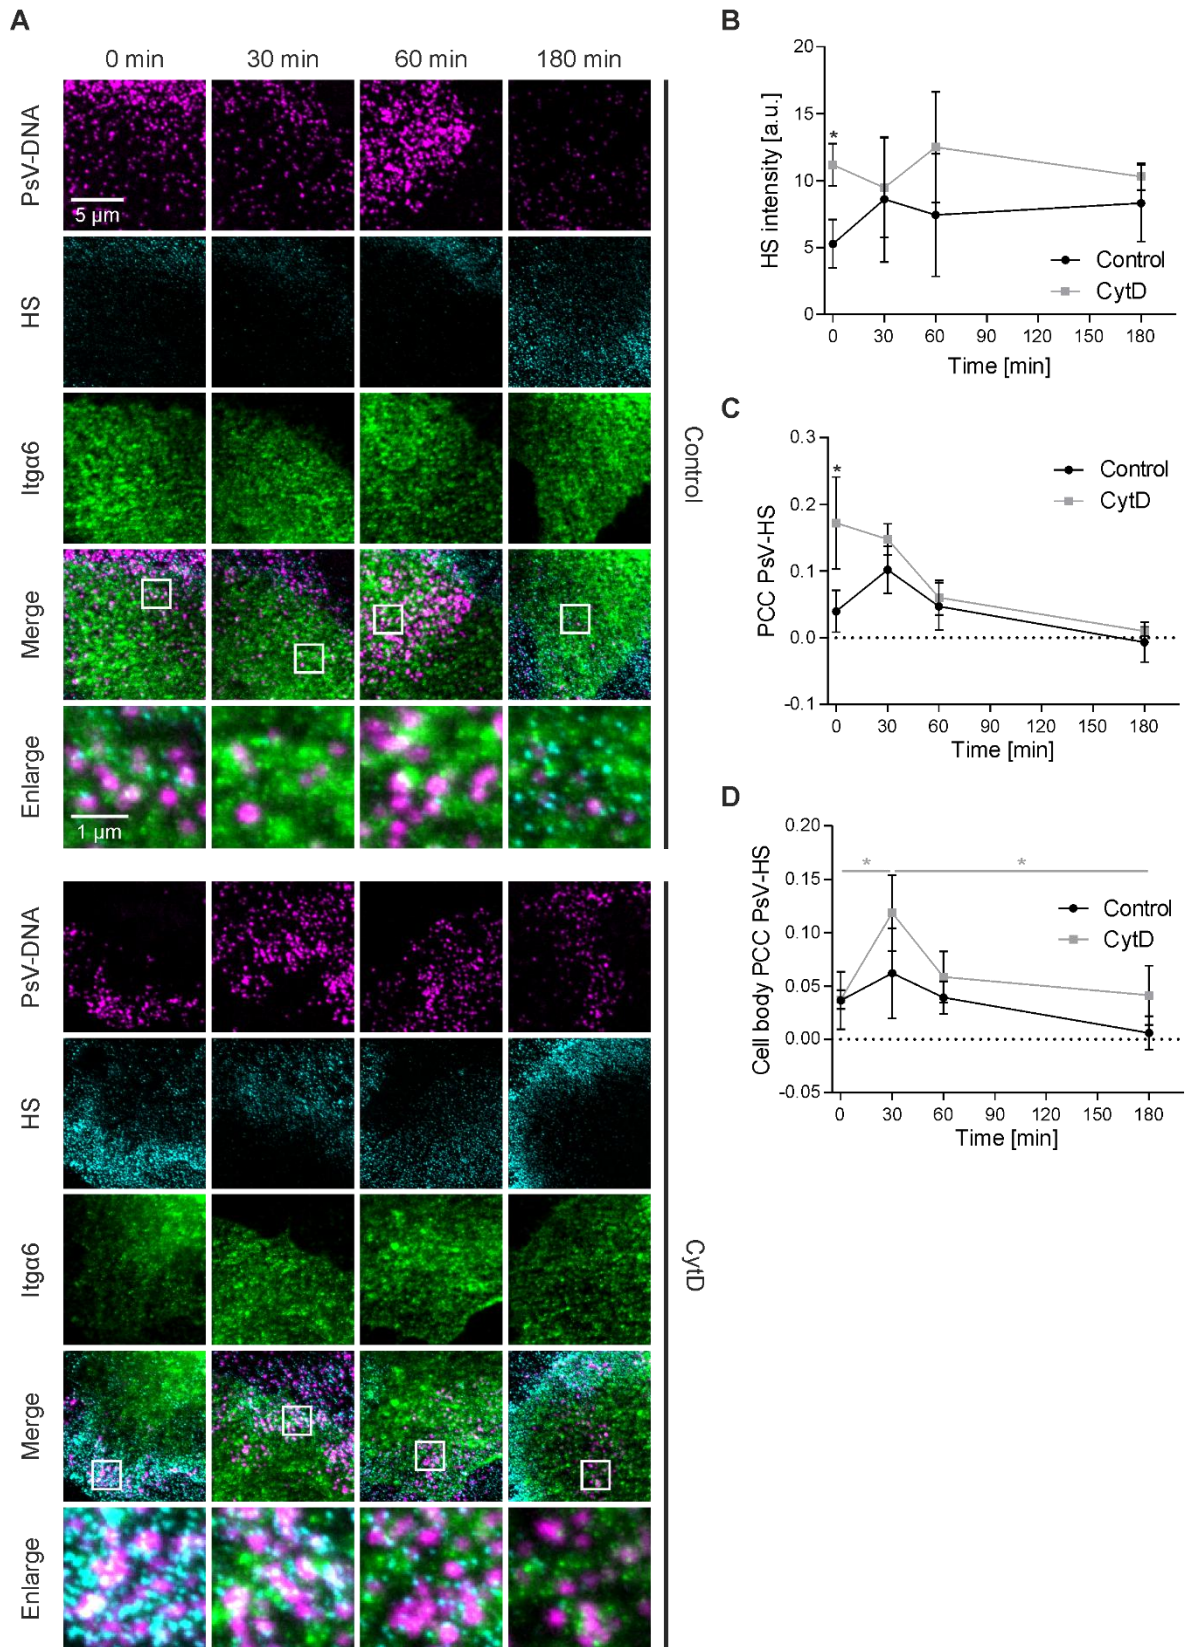 A
0 min 30 min 60 min 180 min
PsV-DNA
5 µm
HS
Itgα6
Merge
Enlarge
1 µm
Control
PsV-DNA
HS
Itgα6
Merge
Enlarge
CytD
B
HS intensity [a.u.]
20
15
10
5
0
*
Control
CytD
0 30 60 90 120 150 180
Time [min]
C
PCC PsV-HS
0.3
0.2
0.1
0.0
-0.1
*
Control
CytD
0 30 60 90 120 150 180
Time [min]
D
Cell body PCC PsV-HS
0.20
0.15
0.10
0.05
0.00
-0.05
* *
Control
CytD
0 30 60 90 120 150 180
Time [min]